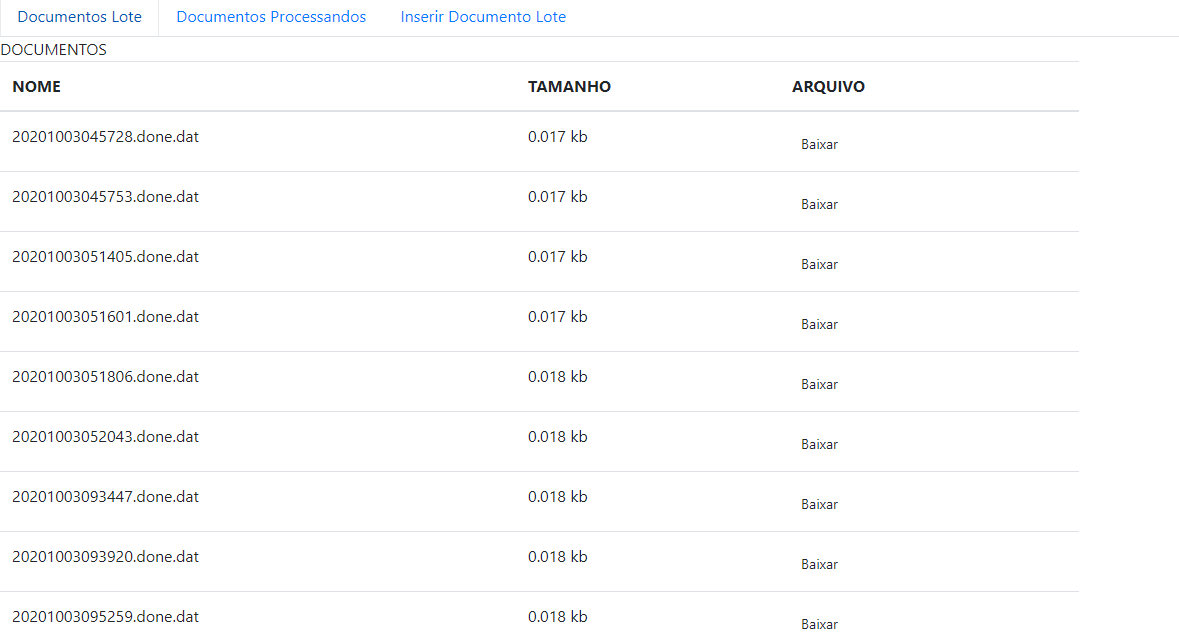 Documentos Lote Documentos Processandos Inserir Documento Lote
DOCUMENTOS
NOME TAMANHO ARQUIVO
20201003045728.done.dat 0.017 kb Baixar
20201003045753.done.dat 0.017 kb Baixar
20201003051405.done.dat 0.017 kb Baixar
20201003051601.done.dat 0.017 kb Baixar
20201003051806.done.dat 0.018 kb Baixar
20201003052043.done.dat 0.018 kb Baixar
20201003093447.done.dat 0.018 kb Baixar
20201003093920.done.dat 0.018 kb Baixar
20201003095259.done.dat 0.018 kb Baixar